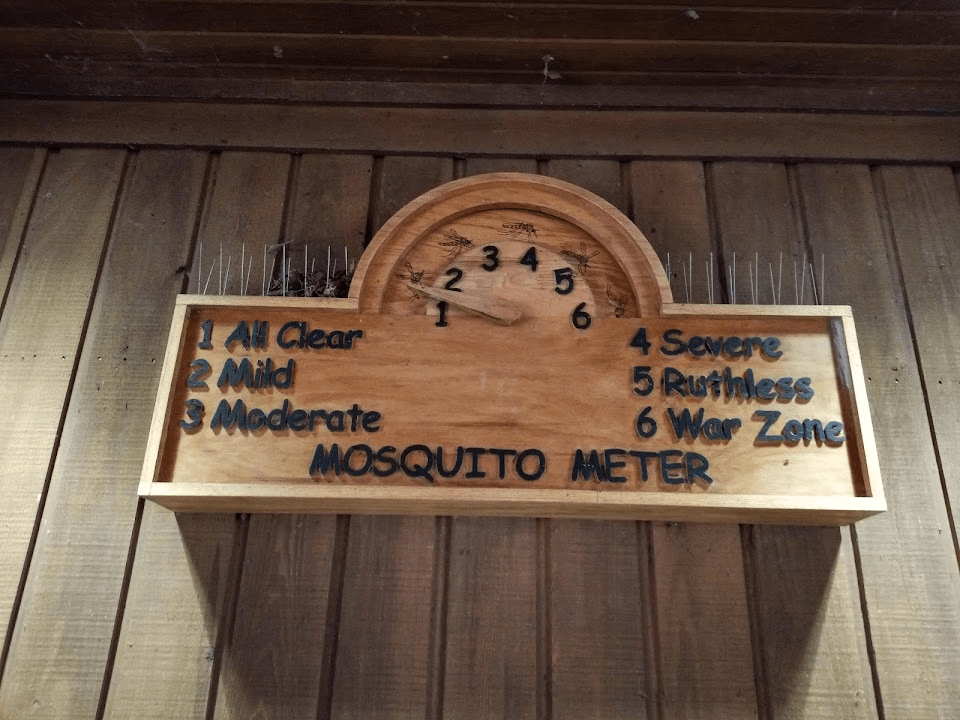 1 2 3 4 5 6
1 All Clear
2 Mild
3 Moderate
4 Severe
5 Ruthless
6 War Zone
MOSQUITO METER